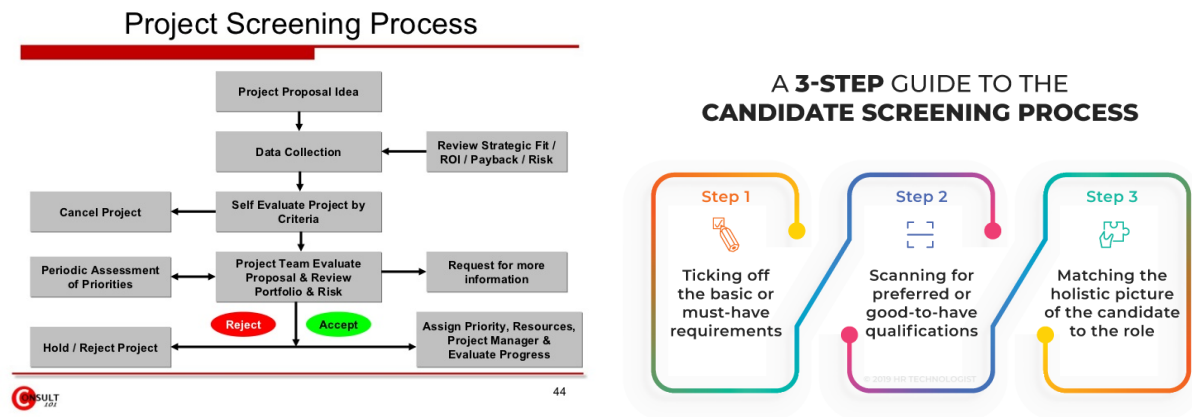 Project Screening Process
Project Proposal Idea
Data Collection
Review Strategic Fit /
ROI / Payback / Risk
Cancel Project
Self Evaluate Project by
Criteria
Periodic Assessment
of Priorities
Project Team Evaluate
Proposal & Review
Portfolio & Risk
Request for more
information
Reject
Accept
Hold / Reject Project
Assign Priority, Resources,
Project Manager &
Evaluate Progress
CONSULT
101
44
A 3-STEP GUIDE TO THE
CANDIDATE SCREENING PROCESS
Step 1
Ticking off
the basic or
must-have
requirements
Step 2
Scanning for
preferred or
good-to-have
qualifications
© 2019 HR TECHNOLOGIST
Step 3
Matching the
holistic picture
of the candidate
to the role